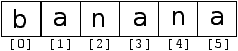 b a n a n a
[0] [1] [2] [3] [4] [5]